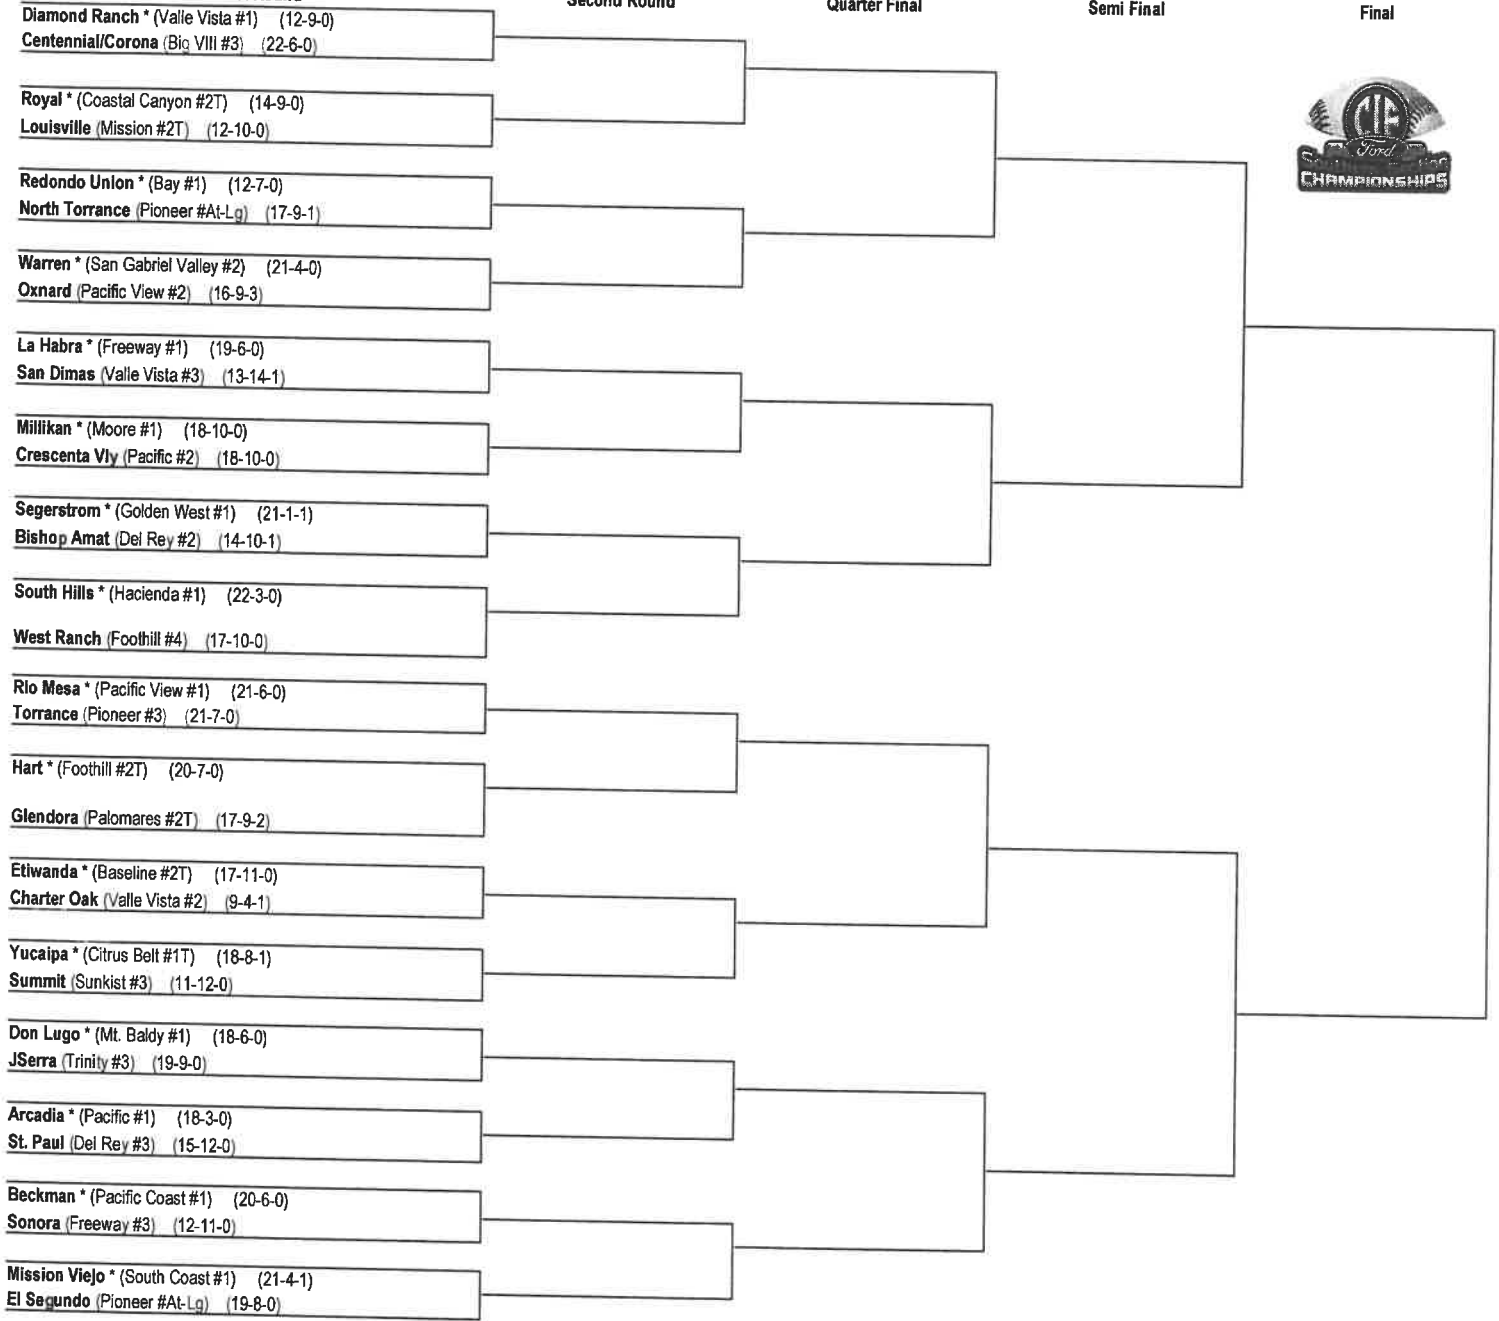 Second Round
Quarter Final
Semi Final
Final
Diamond Ranch * (Valle Vista #1) (12-9-0)
Centennial/Corona (Big VIII #3) (22-6-0)
Royal * (Coastal Canyon #2T) (14-9-0)
Louisville (Mission #2T) (12-10-0)
Redondo Union * (Bay #1) (12-7-0)
North Torrance (Pioneer #At-Lg) (17-9-1)
Warren * (San Gabriel Valley #2) (21-4-0)
Oxnard (Pacific View #2) (16-9-3)
La Habra * (Freeway #1) (19-6-0)
San Dimas (Valle Vista #3) (13-14-1)
Millikan * (Moore #1) (18-10-0)
Crescenta Vly (Pacific #2) (18-10-0)
Segerstrom * (Golden West #1) (21-1-1)
Bishop Amat (Del Rey #2) (14-10-1)
South Hills * (Hacienda #1) (22-3-0)
West Ranch (Foothill #4) (17-10-0)
Rio Mesa * (Pacific View #1) (21-6-0)
Torrance (Pioneer #3) (21-7-0)
Hart * (Foothill #2T) (20-7-0)
Glendora (Palomares #2T) (17-9-2)
Etiwanda * (Baseline #2T) (17-11-0)
Charter Oak (Valle Vista #2) (9-4-1)
Yucaipa * (Citrus Belt #1T) (18-8-1)
Summit (Sunkist #3) (11-12-0)
Don Lugo * (Mt. Baldy #1) (18-6-0)
JSerra (Trinity #3) (19-9-0)
Arcadia * (Pacific #1) (18-3-0)
St. Paul (Del Rey #3) (15-12-0)
Beckman * (Pacific Coast #1) (20-6-0)
Sonora (Freeway #3) (12-11-0)
Mission Viejo * (South Coast #1) (21-4-1)
El Segundo (Pioneer #At-Lg) (19-8-0)
CIF
Ford
CHAMPIONSHIPS